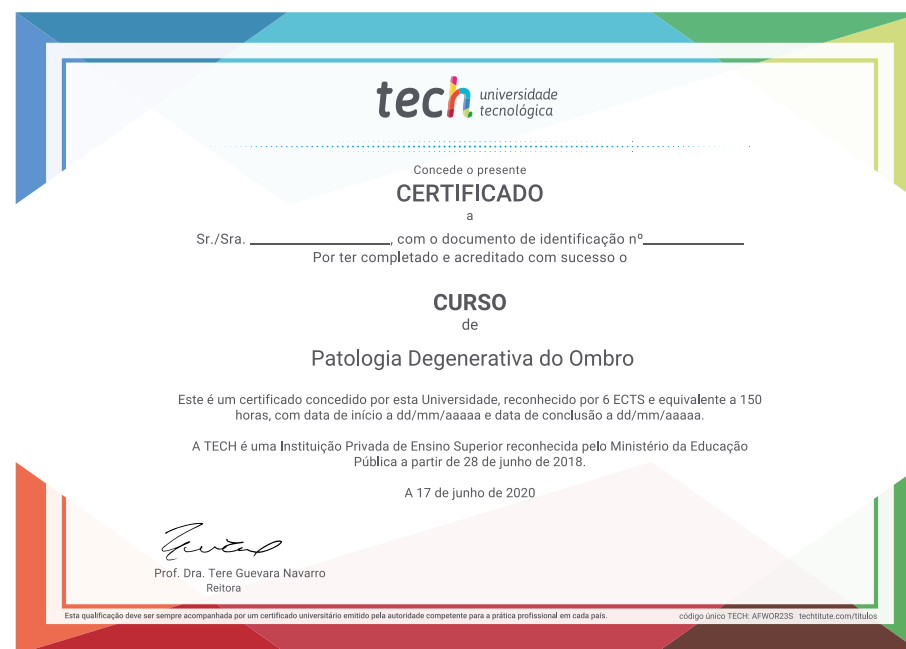 tech universidade
tecnológica
Concede o presente
CERTIFICADO
a
Sr./Sra. ____________________, com o documento de identificação nº______________
Por ter completado e acreditado com sucesso o
CURSO
de
Patologia Degenerativa do Ombro
Este é um certificado concedido por esta Universidade, reconhecido por 6 ECTS e equivalente a 150
horas, com data de início a dd/mm/aaaaa e data de conclusão a dd/mm/aaaaa.
A TECH é uma Instituição Privada de Ensino Superior reconhecida pelo Ministério da Educação
Pública a partir de 28 de junho de 2018.
A 17 de junho de 2020
Prof. Dra. Tere Guevara Navarro
Reitora
Esta qualificação deve ser sempre acompanhada por um certificado universitário emitido pela autoridade competente para a prática profissional em cada país. código único TECH: AFWOR23S techtitute.com/títulos